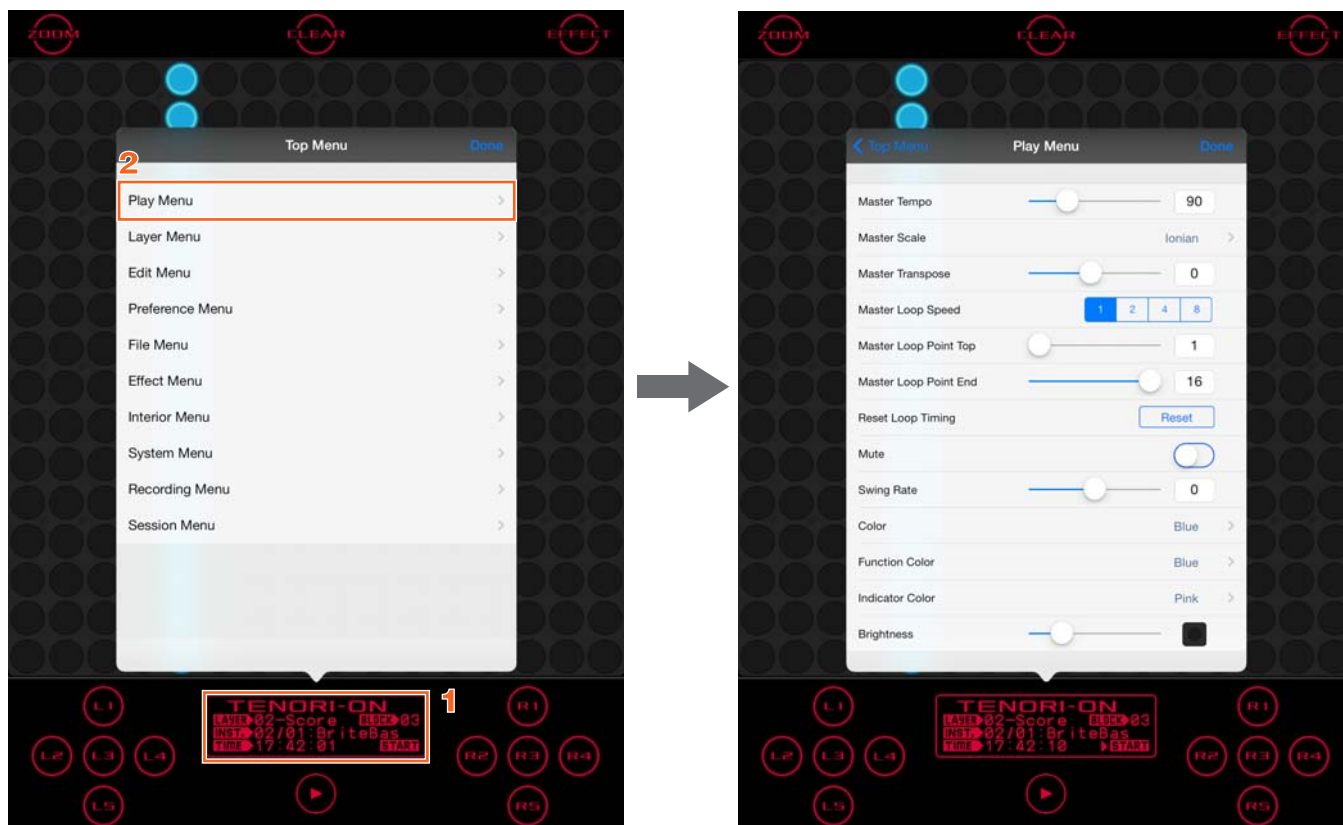 ZOOM CLEAR EFFECT
2
Top Menu Done
Play Menu
Layer Menu
Edit Menu
Preference Menu
File Menu
Effect Menu
Interior Menu
System Menu
Recording Menu
Session Menu
1
TENORI-ON
LAYER 02-Score BLOCK 03
INST. 02/01:BriteBas
TIME 17:42:01 START
L1
L2 L3 L4
L5
R1
R2 R3 R4
R5
ZOOM CLEAR EFFECT
Top Menu Play Menu Done
Master Tempo 90
Master Scale Ionian
Master Transpose 0
Master Loop Speed 1 2 4 8
Master Loop Point Top 1
Master Loop Point End 16
Reset Loop Timing Reset
Mute
Swing Rate 0
Color Blue
Function Color Blue
Indicator Color Pink
Brightness
TENORI-ON
LAYER 02-Score BLOCK 03
INST. 02/01:BriteBas
TIME 17:42:10 START
L1
L2 L3 L4
L5
R1
R2 R3 R4
R5